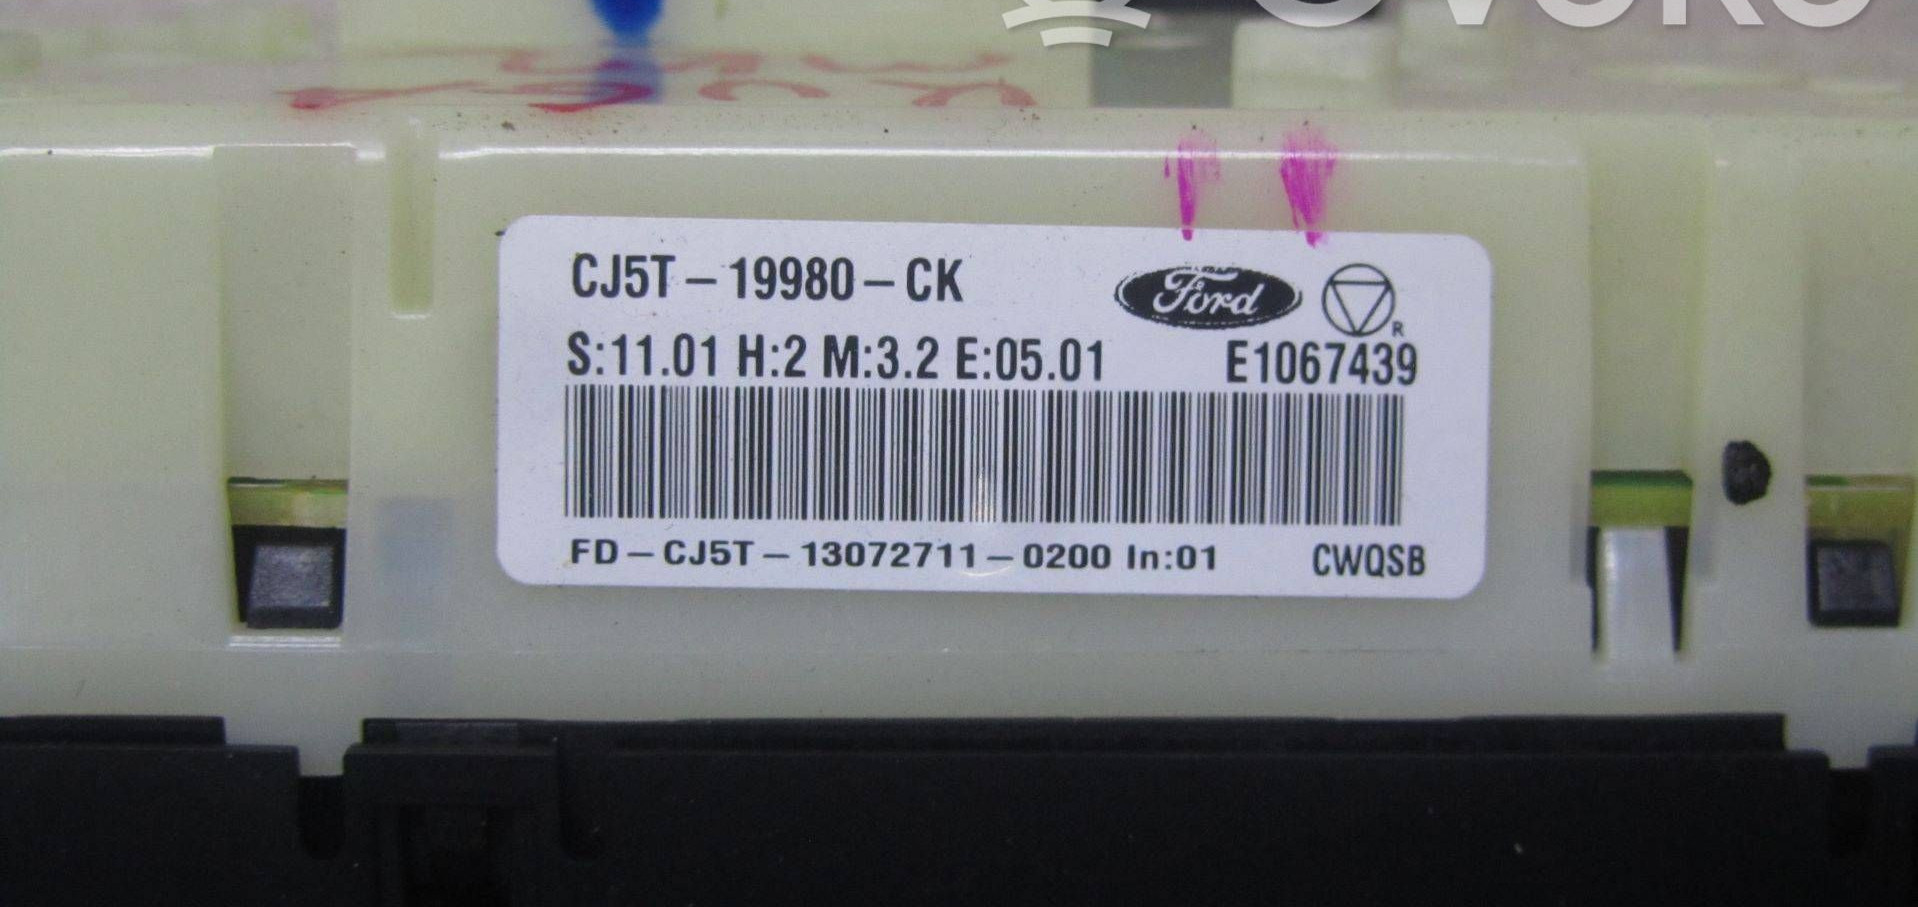 CJ5T-19980-CK
Ford
R
S:11.01 H:2 M:3.2 E:05.01 E1067439
FD-CJ5T-13072711-0200 In:01 CWQSB